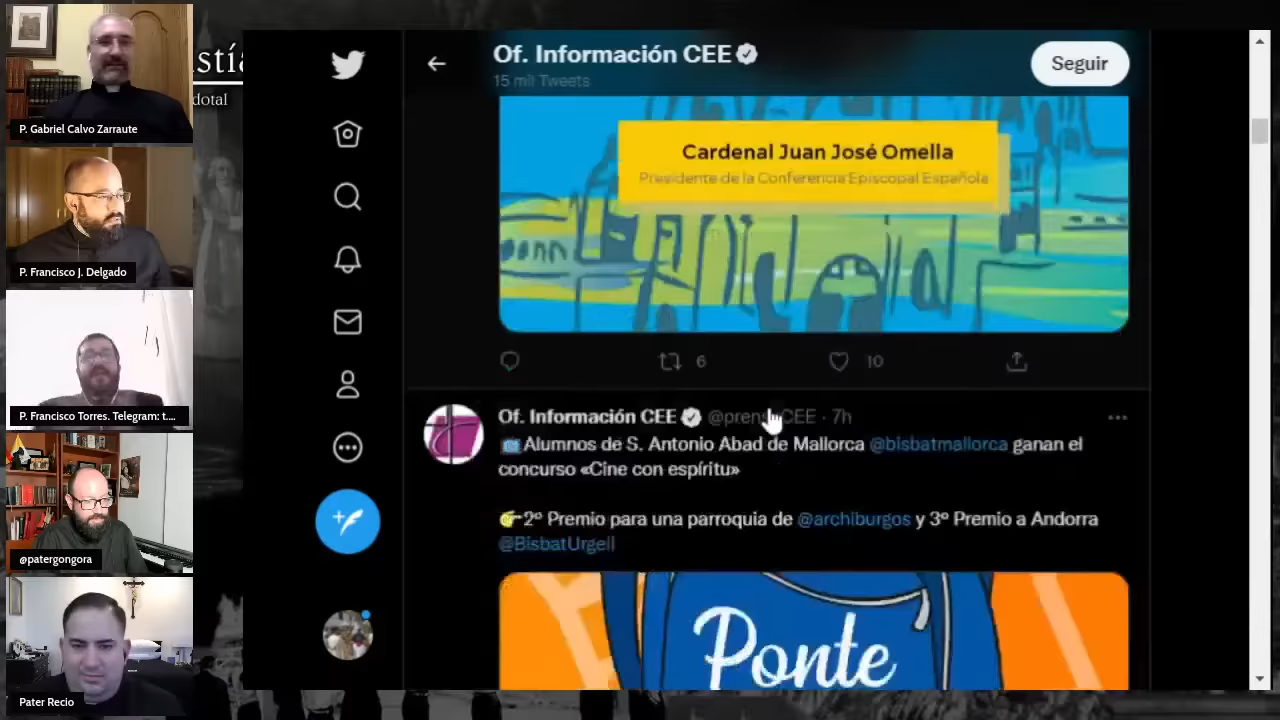 P. Gabriel Calvo Zarraute
P. Francisco J. Delgado
P. Francisco Torres. Telegram: t....
@patergongora
Pater Recio
stía
dotal
Of. Información CEE
15 mil Tweets
Seguir
Cardenal Juan José Omella
Presidente de la Conferencia Episcopal Española
6
10
Of. Información CEE @prensaCEE · 7h
Alumnos de S. Antonio Abad de Mallorca @bisbatmallorca ganan el
concurso «Cine con espíritu»
2º Premio para una parroquia de @archiburgos y 3º Premio a Andorra
@BisbatUrgell
Ponte